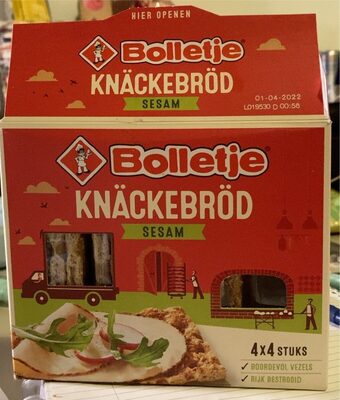 HIER OPENEN
Bolletje
KNÄCKEBRÖD
SESAM
01-04-2022
L019530 D 00:58
Bolletje
KNÄCKEBRÖD
SESAM
4x4 STUKS
BOORDEVOL VEZELS
RIJK BESTROOID